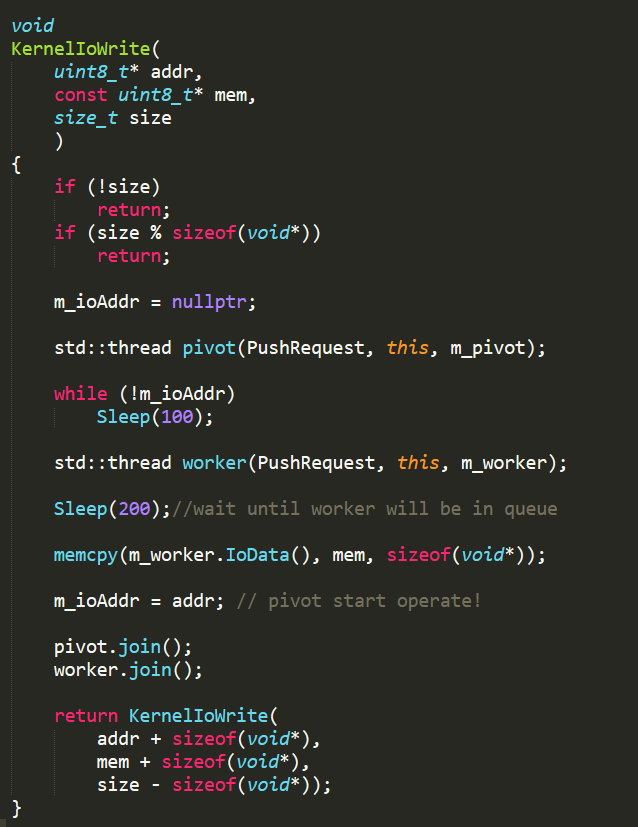 void
KernelIoWrite(
    uint8_t* addr,
    const uint8_t* mem,
    size_t size
    )
{
    if (!size)
        return;
    if (size % sizeof(void*))
        return;

    m_ioAddr = nullptr;

    std::thread pivot(PushRequest, this, m_pivot);

    while (!m_ioAddr)
        Sleep(100);

    std::thread worker(PushRequest, this, m_worker);

    Sleep(200);//wait until worker will be in queue

    memcpy(m_worker.IoData(), mem, sizeof(void*));

    m_ioAddr = addr; // pivot start operate!

    pivot.join();
    worker.join();

    return KernelIoWrite(
        addr + sizeof(void*),
        mem + sizeof(void*),
        size - sizeof(void*));
}